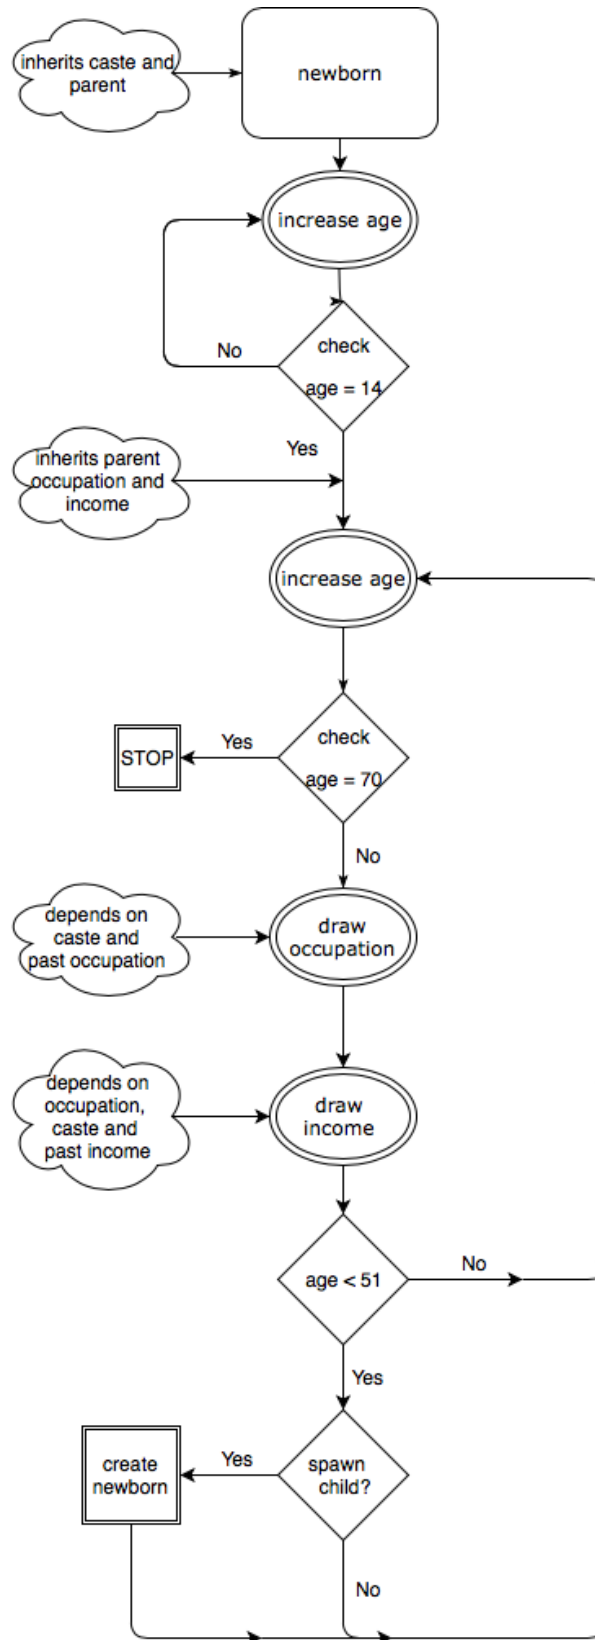 inherits caste and
parent
newborn
increase age
check
age = 14
No
Yes
inherits parent
occupation and
income
increase age
check
age = 70
Yes
STOP
No
depends on
caste and
past occupation
draw
occupation
depends on
occupation,
caste and
past income
draw
income
age < 51
No
Yes
spawn
child?
Yes
create
newborn
No